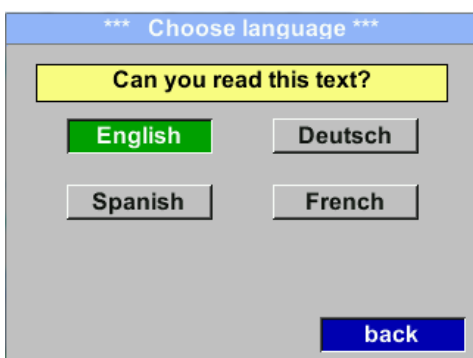 *** Choose language ***
Can you read this text?
English Deutsch
Spanish French
back